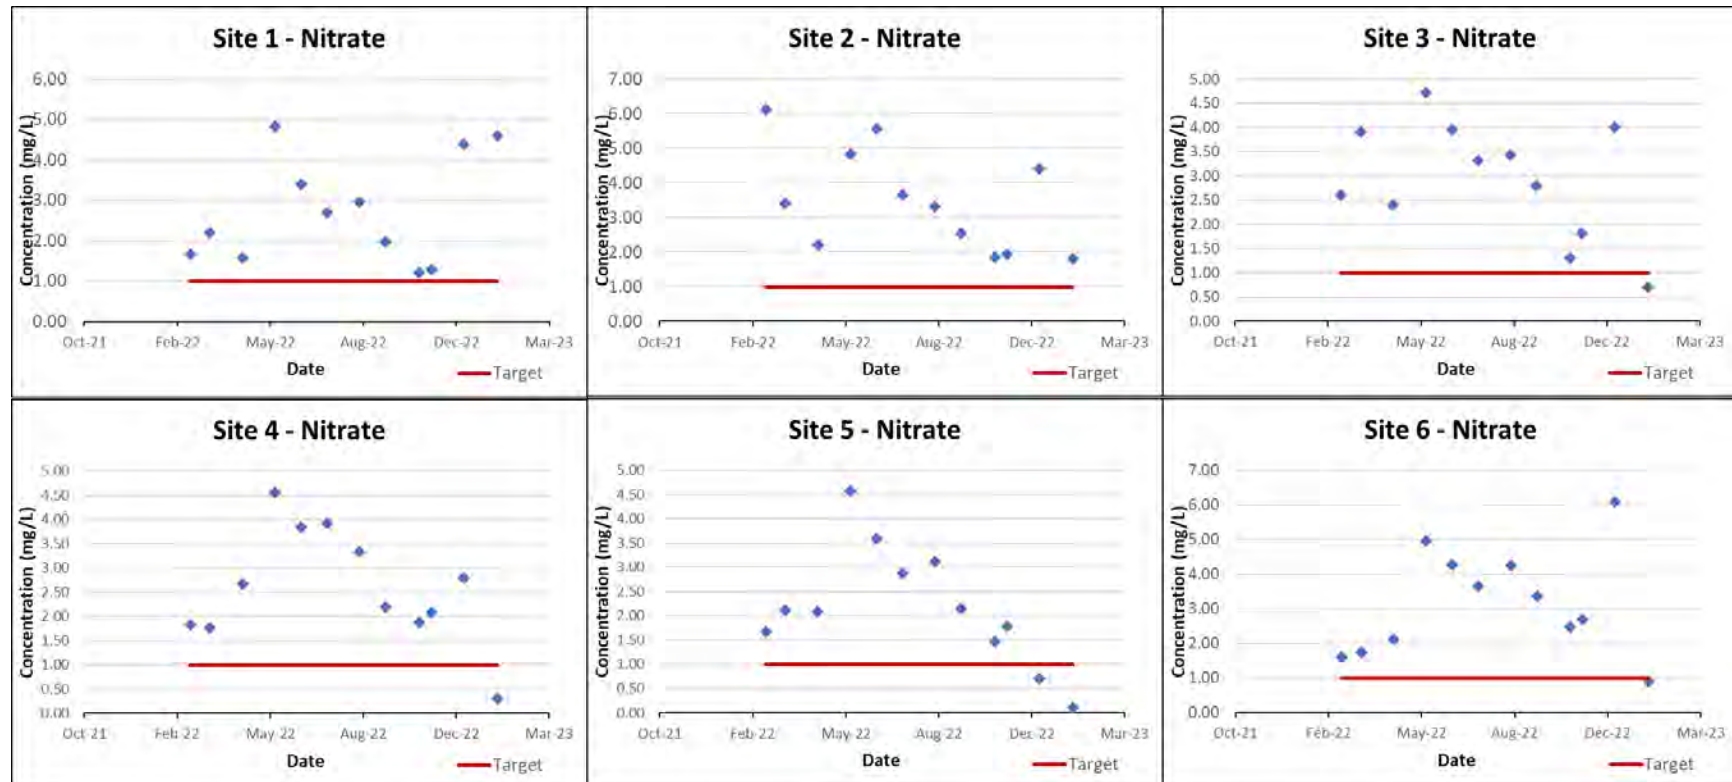 Site 1 - Nitrate
Concentration (mg/L)
6.00
5.00
4.00
3.00
2.00
1.00
0.00
Oct-21 Feb-22 May-22 Aug-22 Dec-22 Mar-23
Date
Target
Site 2 - Nitrate
Concentration (mg/L)
7.00
6.00
5.00
4.00
3.00
2.00
1.00
0.00
Oct-21 Feb-22 May-22 Aug-22 Dec-22 Mar-23
Date
Target
Site 3 - Nitrate
Concentration (mg/L)
5.00
4.50
4.00
3.50
3.00
2.50
2.00
1.50
1.00
0.50
0.00
Oct-21 Feb-22 May-22 Aug-22 Dec-22 Mar-23
Date
Target
Site 4 - Nitrate
Concentration (mg/L)
5.00
4.50
4.00
3.50
3.00
2.50
2.00
1.50
1.00
0.50
0.00
Oct-21 Feb-22 May-22 Aug-22 Dec-22 Mar-23
Date
Target
Site 5 - Nitrate
Concentration (mg/L)
5.00
4.50
4.00
3.50
3.00
2.50
2.00
1.50
1.00
0.50
0.00
Oct-21 Feb-22 May-22 Aug-22 Dec-22 Mar-23
Date
Target
Site 6 - Nitrate
Concentration (mg/L)
7.00
6.00
5.00
4.00
3.00
2.00
1.00
0.00
Oct-21 Feb-22 May-22 Aug-22 Dec-22 Mar-23
Date
Target